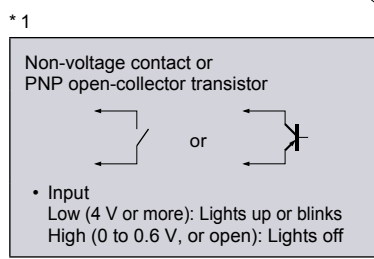 * 1
Non-voltage contact or
PNP open-collector transistor
or
• Input
Low (4 V or more): Lights up or blinks
High (0 to 0.6 V, or open): Lights off